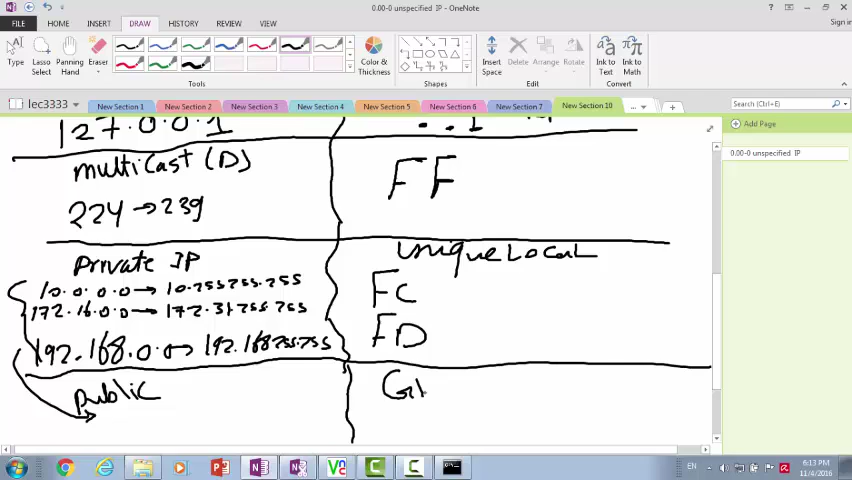 0.00-0 unspecified IP - OneNote
FILE HOME INSERT DRAW HISTORY REVIEW VIEW
Sign in
Type Lasso Select Panning Hand Eraser Color & Thickness Insert Space Delete Arrange Rotate Ink to Text Ink to Math
Tools Shapes Edit Convert
lec3333 New Section 1 New Section 2 New Section 3 New Section 4 New Section 5 New Section 6 New Section 7 New Section 10 ... Search (Ctrl+E)
Add Page
0.00-0 unspecified IP
127.0.0.1
multicast (D) FF
224 → 239
Private IP unique Local
10.0.0.0 → 10.255.255.255 FC
172.16.0.0 → 172.31.255.255
192.168.0.0 → 192.168.255.255 FD
public
EN 6:13 PM
11/4/2016